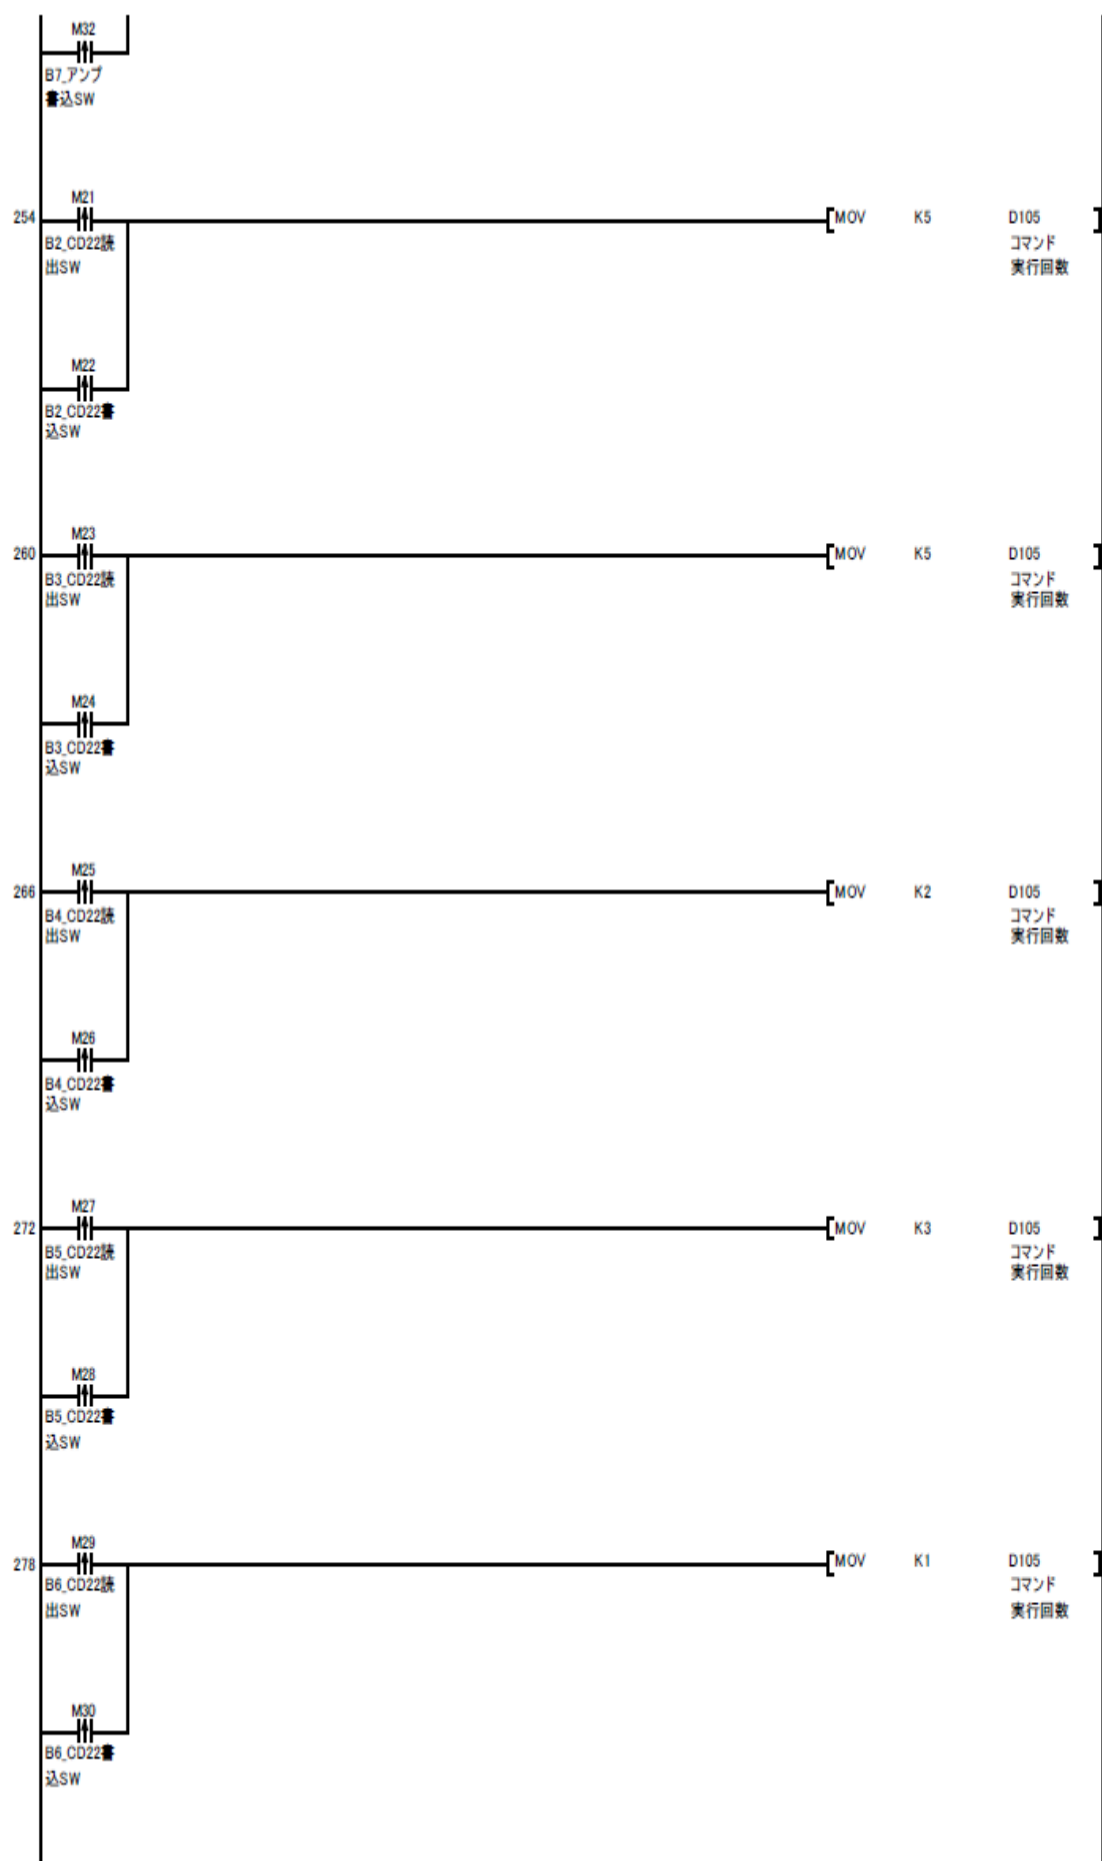 M32
B7_アンプ
書込SW
M21
254
MOV K5 D105
B2_CD22読
出SW
コマンド
実行回数
M22
B2_CD22書
込SW
M23
260
MOV K5 D105
B3_CD22読
出SW
コマンド
実行回数
M24
B3_CD22書
込SW
M25
266
MOV K2 D105
B4_CD22読
出SW
コマンド
実行回数
M26
B4_CD22書
込SW
M27
272
MOV K3 D105
B5_CD22読
出SW
コマンド
実行回数
M28
B5_CD22書
込SW
M29
278
MOV K1 D105
B6_CD22読
出SW
コマンド
実行回数
M30
B6_CD22書
込SW